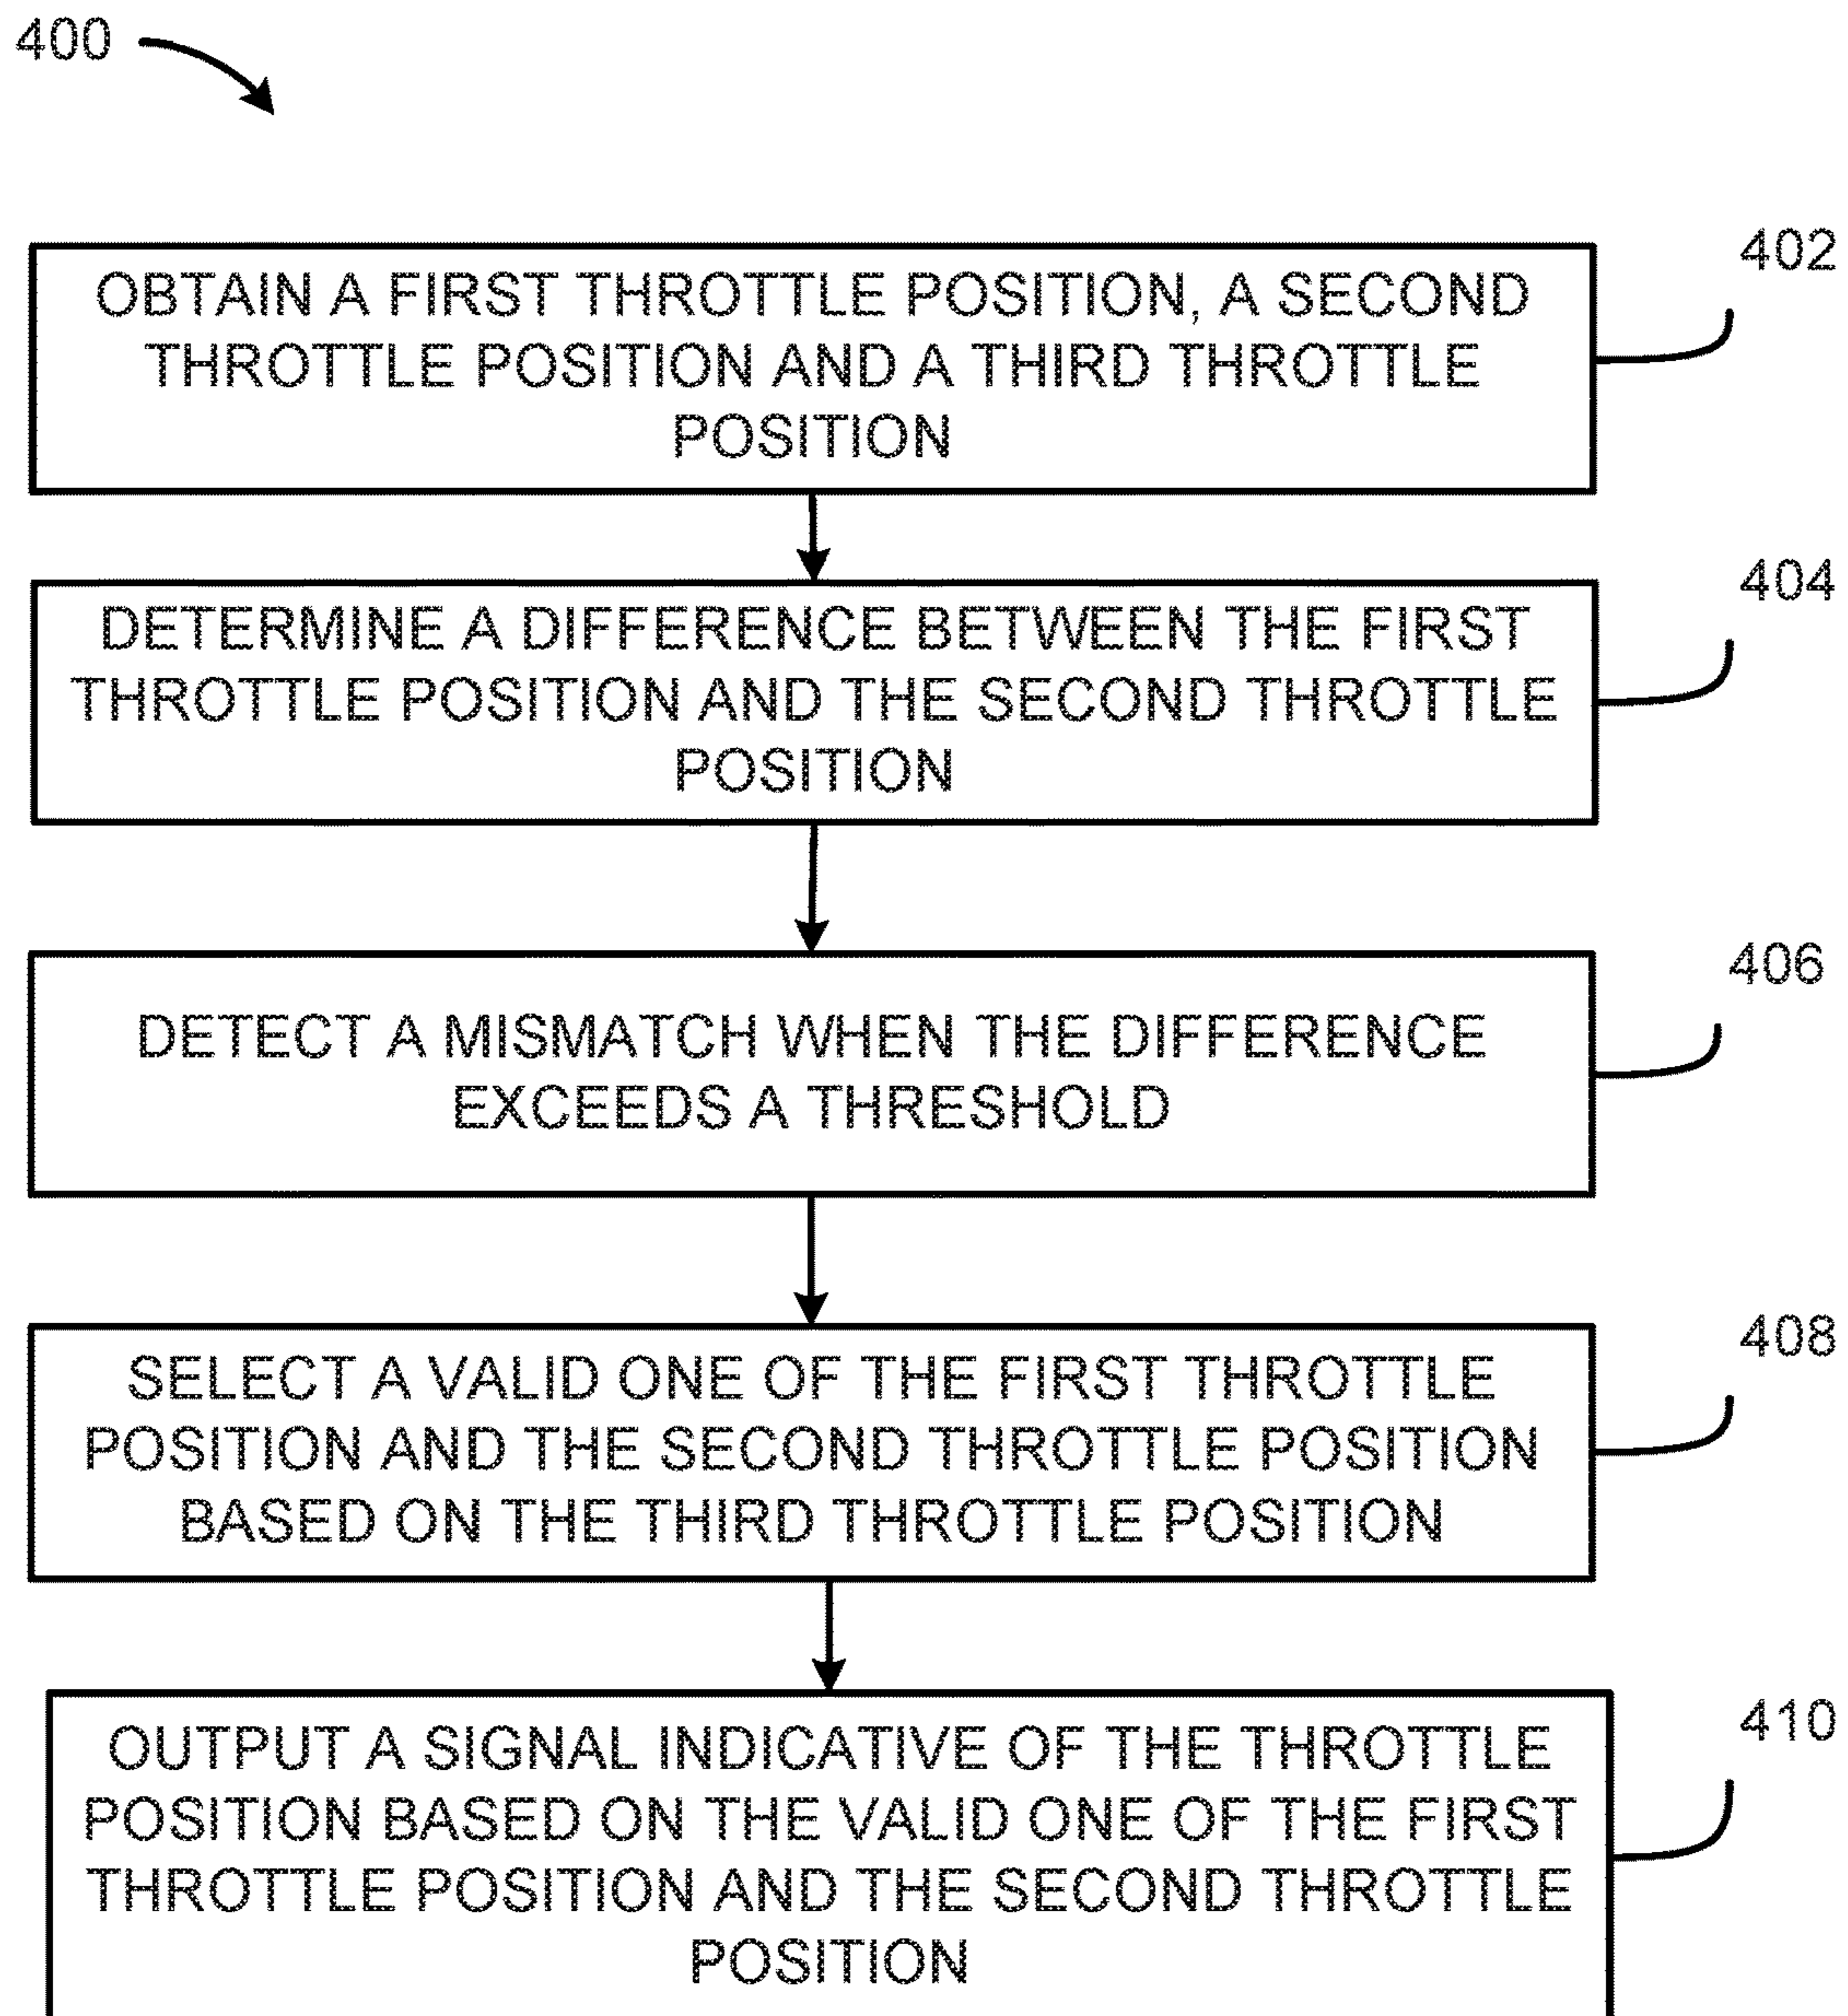 400
402
OBTAIN A FIRST THROTTLE POSITION, A SECOND
THROTTLE POSITION AND A THIRD THROTTLE
POSITION
404
DETERMINE A DIFFERENCE BETWEEN THE FIRST
THROTTLE POSITION AND THE SECOND THROTTLE
POSITION
406
DETECT A MISMATCH WHEN THE DIFFERENCE
EXCEEDS A THRESHOLD
408
SELECT A VALID ONE OF THE FIRST THROTTLE
POSITION AND THE SECOND THROTTLE POSITION
BASED ON THE THIRD THROTTLE POSITION
410
OUTPUT A SIGNAL INDICATIVE OF THE THROTTLE
POSITION BASED ON THE VALID ONE OF THE FIRST
THROTTLE POSITION AND THE SECOND THROTTLE
POSITION